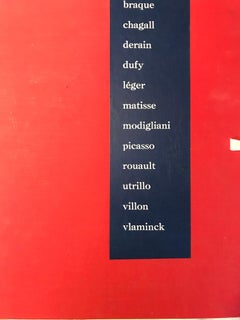 braque
chagall
derain
dufy
léger
matisse
modigliani
picasso
rouault
utrillo
villon
vlaminck